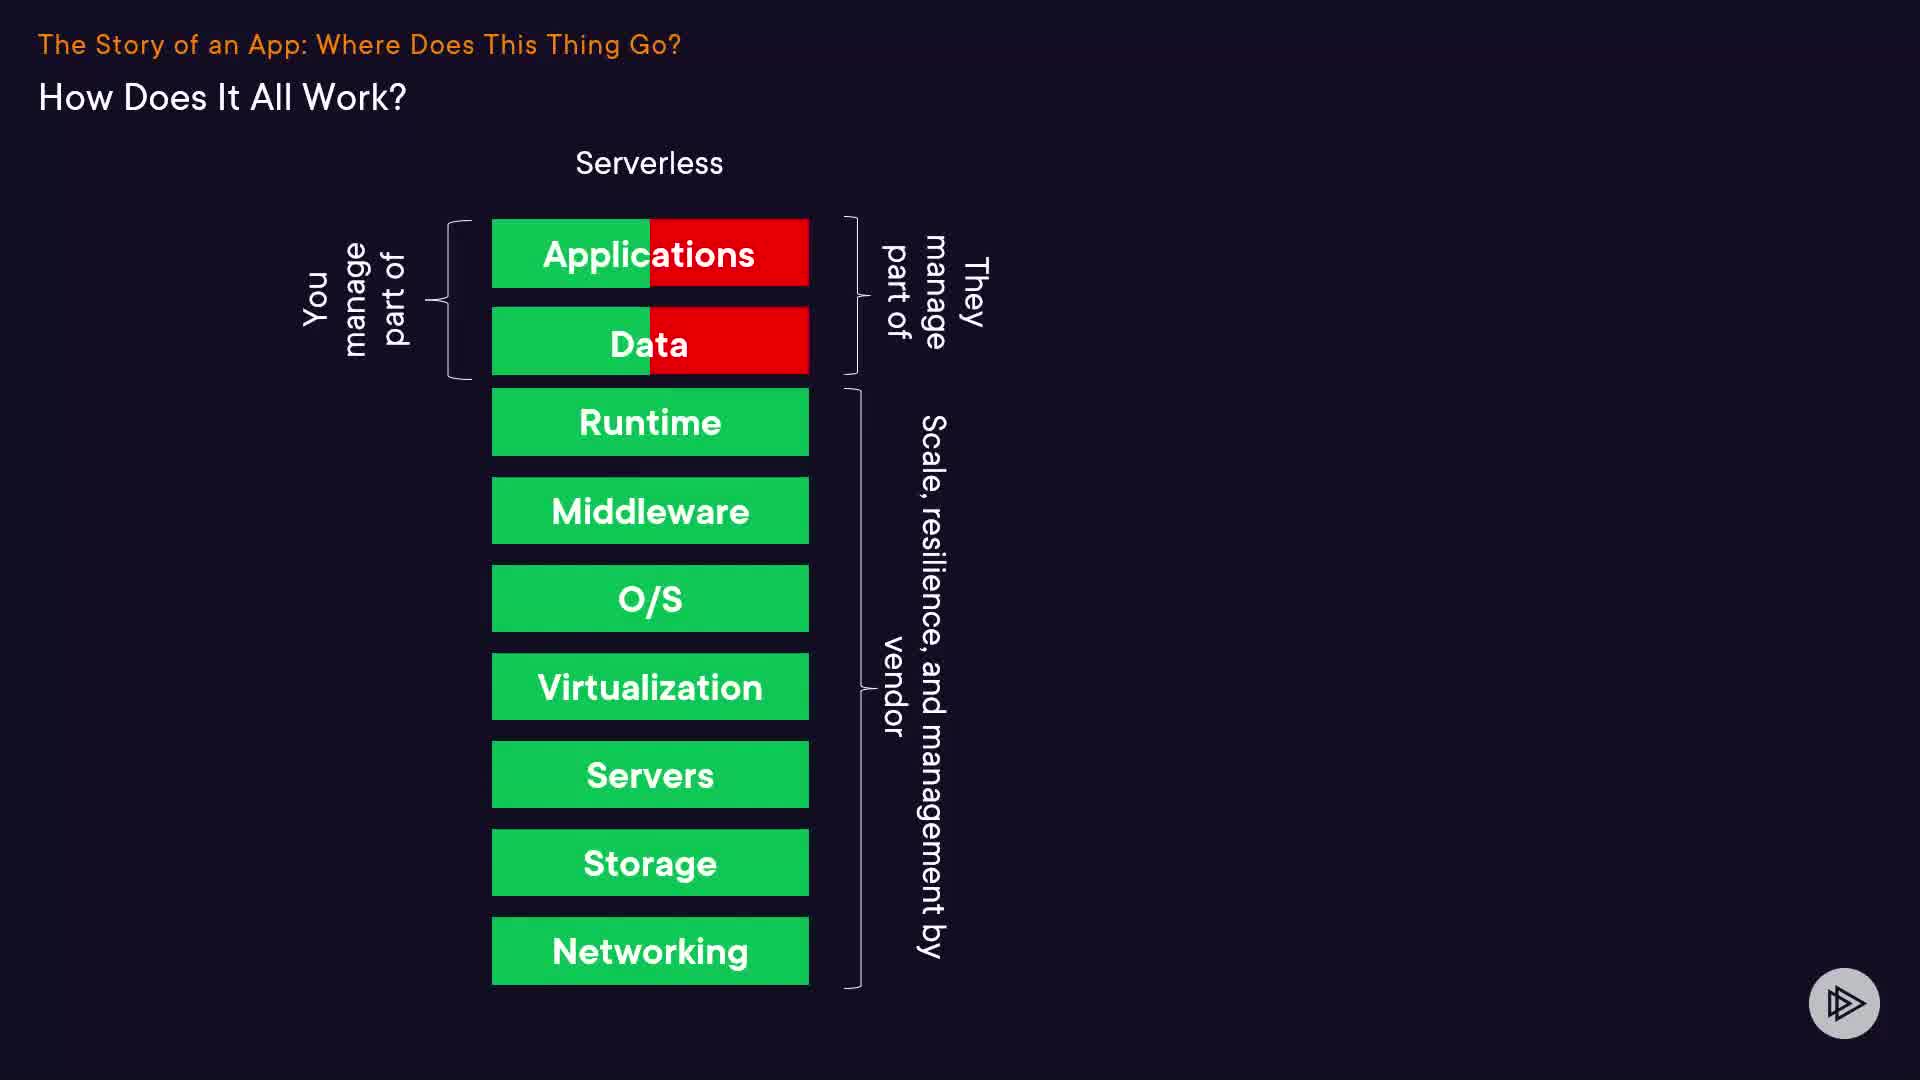 The Story of an App: Where Does This Thing Go?
How Does It All Work?
Serverless
You
manage
part of
Applications
Data
They
manage
part of
Runtime
Middleware
O/S
Virtualization
Servers
Storage
Networking
Scale, resilience, and management by
vendor